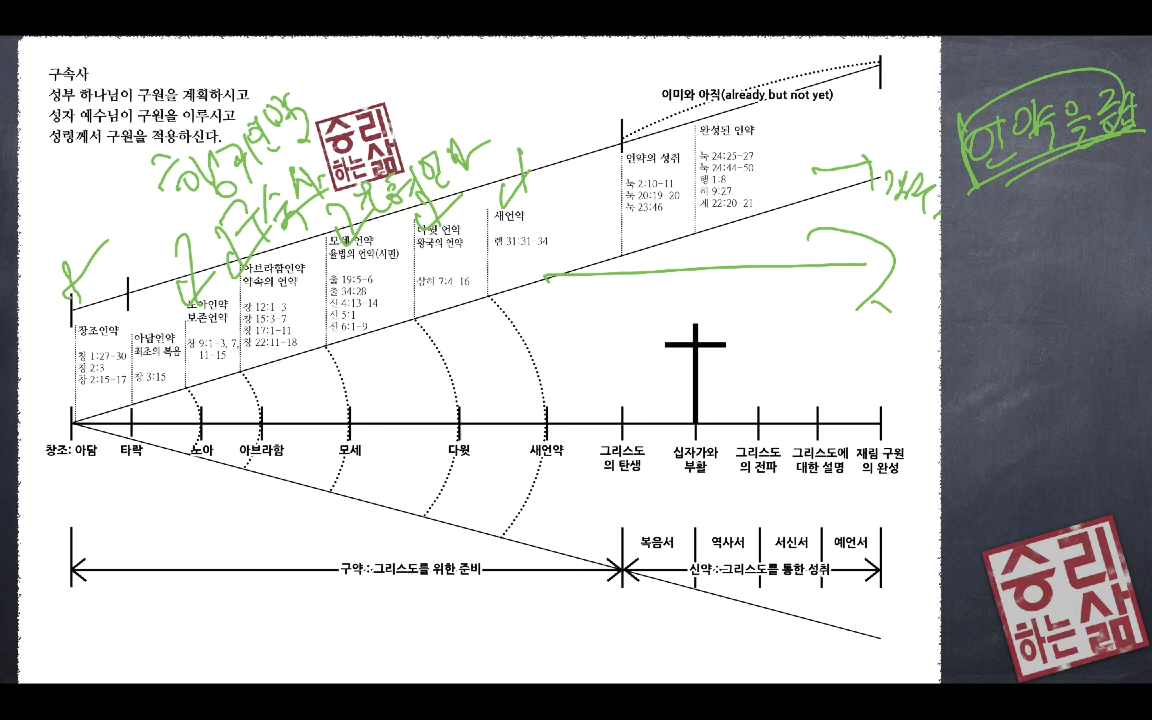 구속사
성부 하나님이 구원을 계획하시고
성자 예수님이 구원을 이루시고
성령께서 구원을 적용하신다.
승리
하는 삶
이미와 아직(already but not yet)
창조언약
창 1:27-30
창 2:3
창 2:15-17
아담언약
최초의 복음
창 3:15
노아언약
보존언약
창 9:1-3, 7,
11-15
아브라함언약
약속의 언약
창 12:1-3
창 15:3-7
창 17:1-11
창 22:11-18
모세 언약
율법의 언약(시면)
출 19:5-6
출 34:28
신 4:13-14
신 5:1
신 6:1-9
다윗 언약
왕국의 언약
삼하 7:4-16
새언약
렘 31:31-34
언약의 성취
눅 2:10-11
눅 20:19-20
눅 23:46
완성된 언약
눅 24:25-27
눅 24:44-50
행 1:8
히 9:27
계 22:20-21
창조: 아담
타락
노아
아브라함
모세
다윗
새언약
그리스도
의 탄생
십자가와
부활
그리스도
의 전파
그리스도에
대한 설명
재림 구원
의 완성
복음서
역사서
서신서
예언서
구약 : 그리스도를 위한 준비
신약 : 그리스도를 통한 성취
승리
하는 삶